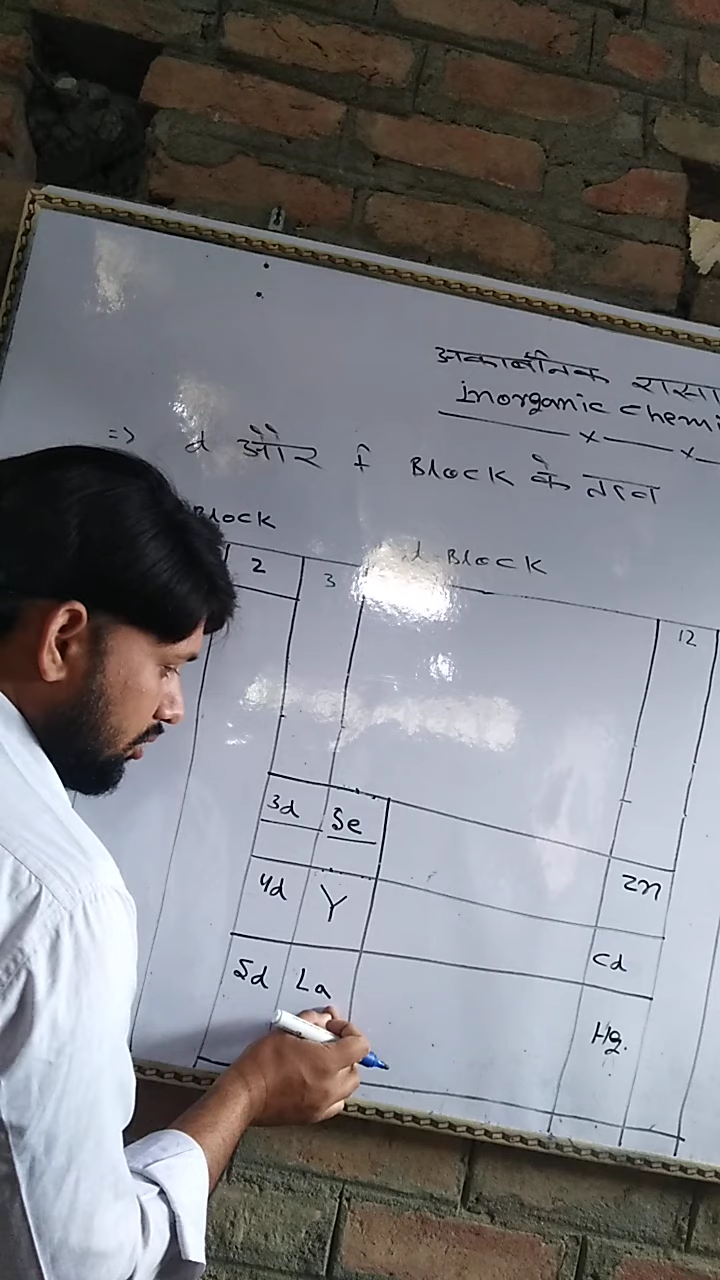 अकार्बनिक रासा
inorganic chemi
=> d और f Block के तत्व
Block
d-Block
2 3 12
3d Se Zn
4d Y Cd
5d La Hg.